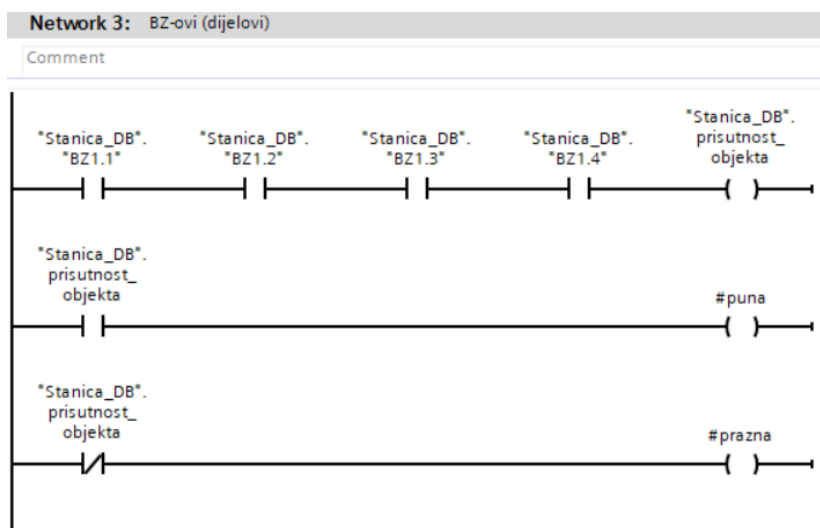 Network 3: BZ-ovi (dijelovi)
Comment
"Stanica_DB".
"BZ1.1"
"Stanica_DB".
"BZ1.2"
"Stanica_DB".
"BZ1.3"
"Stanica_DB".
"BZ1.4"
"Stanica_DB".
prisutnost_
objekta
"Stanica_DB".
prisutnost_
objekta
#puna
"Stanica_DB".
prisutnost_
objekta
#prazna